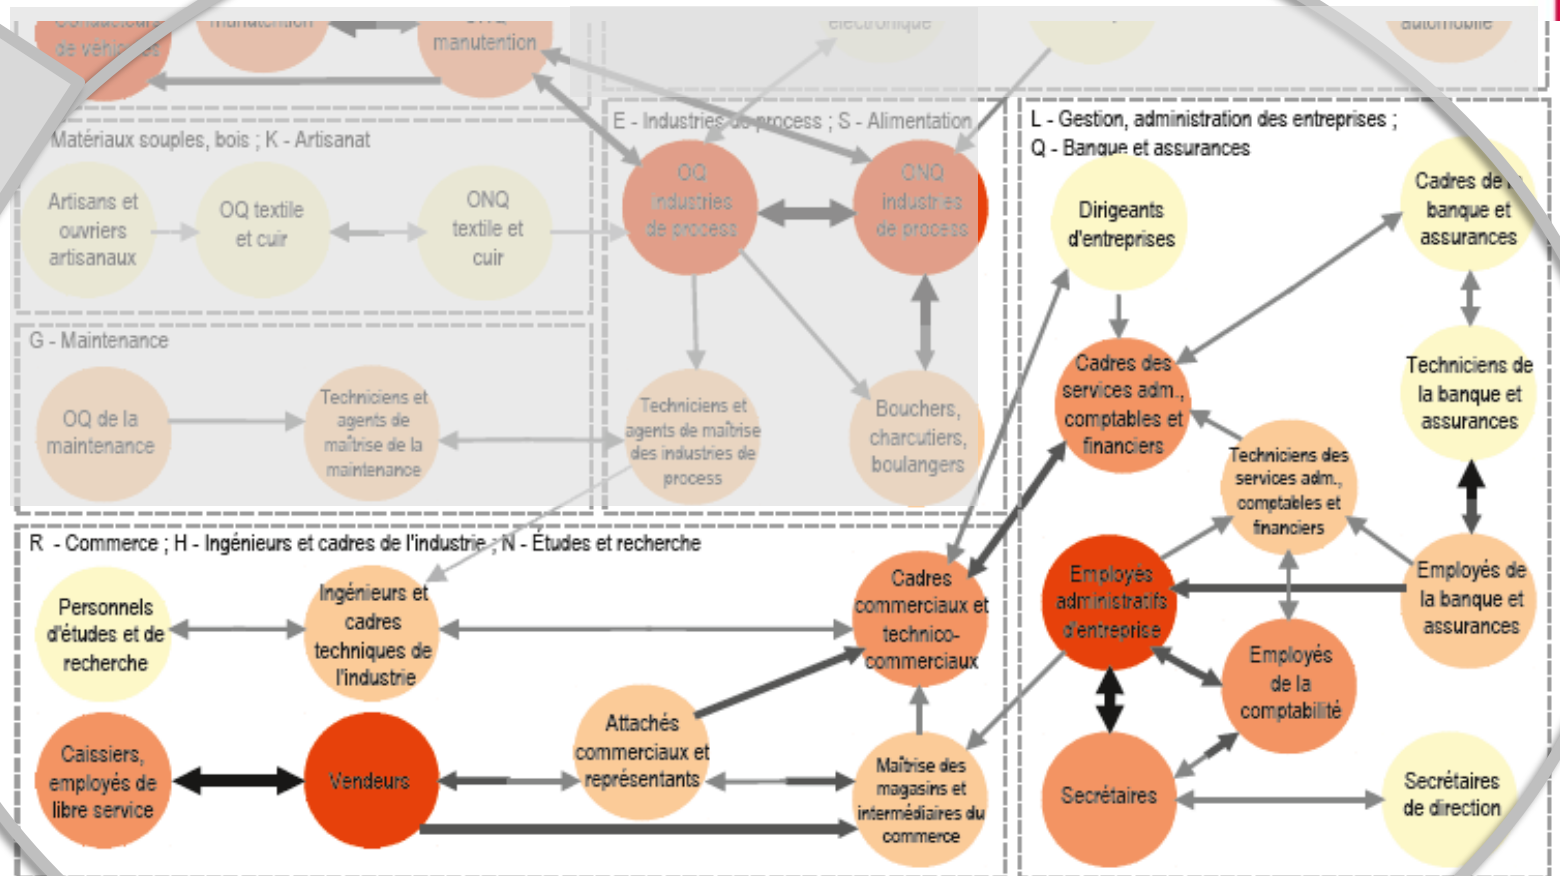 de véhicules
manutention
manutention
électronique
automobile
Matériaux souples, bois ; K - Artisanat
Artisans et
ouvriers
artisanaux
OQ textile
et cuir
ONQ
textile et
cuir
G - Maintenance
OQ de la
maintenance
Techniciens et
agents de
maîtrise de la
maintenance
E - Industries de process ; S - Alimentation
OQ
industries
de process
ONQ
industries
de process
Techniciens et
agents de maîtrise
des industries de
process
Bouchers,
charcutiers,
boulangers
L - Gestion, administration des entreprises ;
Q - Banque et assurances
Dirigeants
d'entreprises
Cadres de la
banque et
assurances
Cadres des
services adm.,
comptables et
financiers
Techniciens de
la banque et
assurances
Techniciens des
services adm.,
comptables et
financiers
Employés
administratifs
d'entreprise
Employés de
la banque et
assurances
Employés
de la
comptabilité
Secrétaires
Secrétaires
de direction
R - Commerce ; H - Ingénieurs et cadres de l'industrie ; N - Études et recherche
Personnels
d'études et de
recherche
Ingénieurs et
cadres
techniques de
l'industrie
Cadres
commerciaux et
technico-
commerciaux
Caissiers,
employés de
libre service
Vendeurs
Attachés
commerciaux et
représentants
Maîtrise des
magasins et
intermédiaires du
commerce